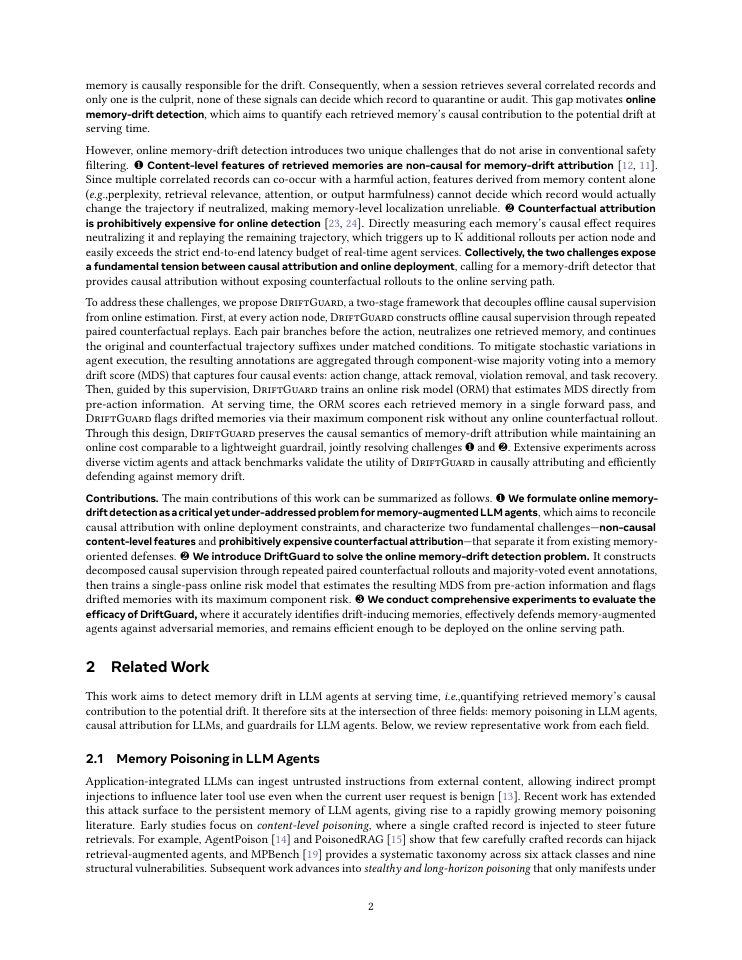 memory is causally responsible for the drift. Consequently, when a session retrieves several correlated records and
only one is the culprit, none of these signals can decide which record to quarantine or audit. This gap motivates online
memory-drift detection, which aims to quantify each retrieved memory's causal contribution to the potential drift at
serving time.
However, online memory-drift detection introduces two unique challenges that do not arise in conventional safety
filtering. ❶ Content-level features of retrieved memories are non-causal for memory-drift attribution [12, 11].
Since multiple correlated records can co-occur with a harmful action, features derived from memory content alone
(e.g.,perplexity, retrieval relevance, attention, or output harmfulness) cannot decide which record would actually
change the trajectory if neutralized, making memory-level localization unreliable. ❷ Counterfactual attribution
is prohibitively expensive for online detection [23, 24]. Directly measuring each memory's causal effect requires
neutralizing it and replaying the remaining trajectory, which triggers up to K additional rollouts per action node and
easily exceeds the strict end-to-end latency budget of real-time agent services. Collectively, the two challenges expose
a fundamental tension between causal attribution and online deployment, calling for a memory-drift detector that
provides causal attribution without exposing counterfactual rollouts to the online serving path.
To address these challenges, we propose DriftGuard, a two-stage framework that decouples offline causal supervision
from online estimation. First, at every action node, DriftGuard constructs offline causal supervision through repeated
paired counterfactual replays. Each pair branches before the action, neutralizes one retrieved memory, and continues
the original and counterfactual trajectory suffixes under matched conditions. To mitigate stochastic variations in
agent execution, the resulting annotations are aggregated through component-wise majority voting into a memory
drift score (MDS) that captures four causal events: action change, attack removal, violation removal, and task recovery.
Then, guided by this supervision, DriftGuard trains an online risk model (ORM) that estimates MDS directly from
pre-action information. At serving time, the ORM scores each retrieved memory in a single forward pass, and
DriftGuard flags drifted memories via their maximum component risk without any online counterfactual rollout.
Through this design, DriftGuard preserves the causal semantics of memory-drift attribution while maintaining an
online cost comparable to a lightweight guardrail, jointly resolving challenges ❶ and ❷. Extensive experiments across
diverse victim agents and attack benchmarks validate the utility of DriftGuard in causally attributing and efficiently
defending against memory drift.
Contributions. The main contributions of this work can be summarized as follows. ❶ We formulate online memory-
drift detection as a critical yet under-addressed problem for memory-augmented LLM agents, which aims to reconcile
causal attribution with online deployment constraints, and characterize two fundamental challenges—non-causal
content-level features and prohibitively expensive counterfactual attribution—that separate it from existing memory-
oriented defenses. ❷ We introduce DriftGuard to solve the online memory-drift detection problem. It constructs
decomposed causal supervision through repeated paired counterfactual rollouts and majority-voted event annotations,
then trains a single-pass online risk model that estimates the resulting MDS from pre-action information and flags
drifted memories with its maximum component risk. ❸ We conduct comprehensive experiments to evaluate the
efficacy of DriftGuard, where it accurately identifies drift-inducing memories, effectively defends memory-augmented
agents against adversarial memories, and remains efficient enough to be deployed on the online serving path.
2 Related Work
This work aims to detect memory drift in LLM agents at serving time, i.e.,quantifying retrieved memory's causal
contribution to the potential drift. It therefore sits at the intersection of three fields: memory poisoning in LLM agents,
causal attribution for LLMs, and guardrails for LLM agents. Below, we review representative work from each field.
2.1 Memory Poisoning in LLM Agents
Application-integrated LLMs can ingest untrusted instructions from external content, allowing indirect prompt
injections to influence later tool use even when the current user request is benign [13]. Recent work has extended
this attack surface to the persistent memory of LLM agents, giving rise to a rapidly growing memory poisoning
literature. Early studies focus on content-level poisoning, where a single crafted record is injected to steer future
retrievals. For example, AgentPoison [14] and PoisonedRAG [15] show that few carefully crafted records can hijack
retrieval-augmented agents, and MPBench [19] provides a systematic taxonomy across six attack classes and nine
structural vulnerabilities. Subsequent work advances into stealthy and long-horizon poisoning that only manifests under
2